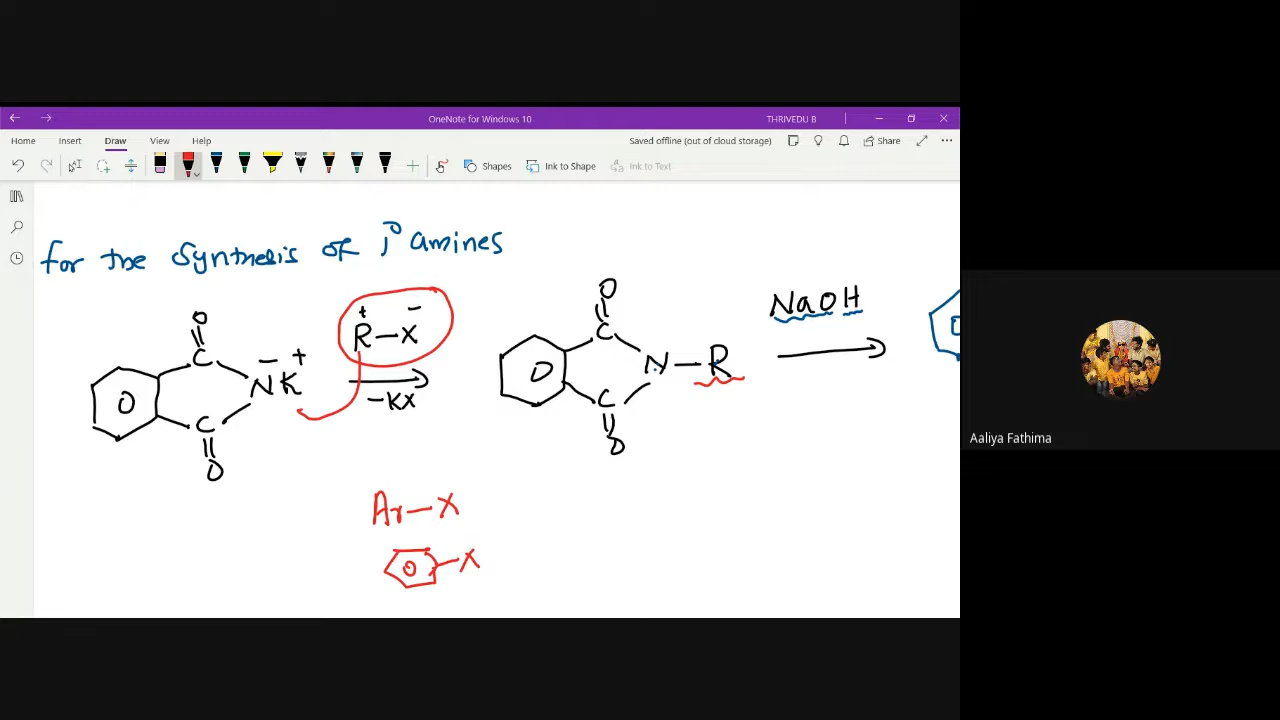 OneNote for Windows 10
THRIVEDU B
Home Insert Draw View Help
Saved offline (out of cloud storage)
Share
Shapes
Ink to Shape
Ink to Text
for the synthesis of 1° amines
O
C
N⁻K⁺
C
O
R⁺—X⁻
-KX
O
C
N—R
C
O
NaOH
Ar—X
X
Aaliya Fathima